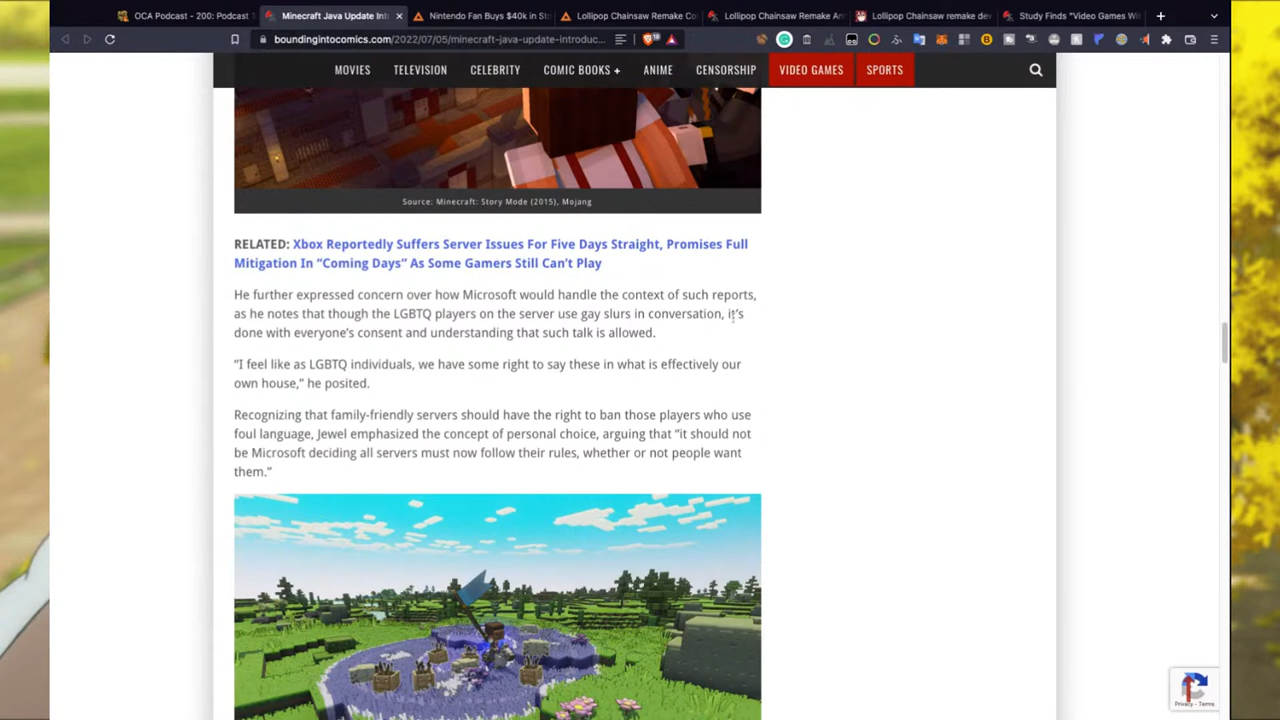 OCA Podcast - 200: Podcast
Minecraft Java Update Int
Nintendo Fan Buys $40k in St
Lollipop Chainsaw Remake Co
Lollipop Chainsaw Remake An
Lollipop Chainsaw remake dev
Study Finds "Video Games Wi
boundingintocomics.com/2022/07/05/minecraft-java-update-introduc...
MOVIES TELEVISION CELEBRITY COMIC BOOKS + ANIME CENSORSHIP VIDEO GAMES SPORTS
Source: Minecraft: Story Mode (2015), Mojang
RELATED: Xbox Reportedly Suffers Server Issues For Five Days Straight, Promises Full
Mitigation In “Coming Days” As Some Gamers Still Can’t Play
He further expressed concern over how Microsoft would handle the context of such reports,
as he notes that though the LGBTQ players on the server use gay slurs in conversation, it’s
done with everyone’s consent and understanding that such talk is allowed.
“I feel like as LGBTQ individuals, we have some right to say these in what is effectively our
own house,” he posited.
Recognizing that family-friendly servers should have the right to ban those players who use
foul language, Jewel emphasized the concept of personal choice, arguing that “it should not
be Microsoft deciding all servers must now follow their rules, whether or not people want
them.”
Privacy - Terms